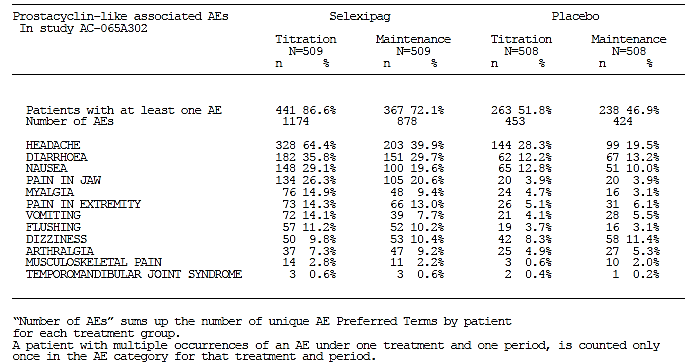 Prostacyclin-like associated AEs Selexipag Placebo
In study AC-065A302
Titration Maintenance Titration Maintenance
N=509 N=509 N=508 N=508
n % n % n % n %
Patients with at least one AE 441 86.6% 367 72.1% 263 51.8% 238 46.9%
Number of AEs 1174 878 453 424
HEADACHE 328 64.4% 203 39.9% 144 28.3% 99 19.5%
DIARRHOEA 182 35.8% 151 29.7% 62 12.2% 67 13.2%
NAUSEA 148 29.1% 100 19.6% 65 12.8% 51 10.0%
PAIN IN JAW 134 26.3% 105 20.6% 20 3.9% 20 3.9%
MYALGIA 76 14.9% 48 9.4% 24 4.7% 16 3.1%
PAIN IN EXTREMITY 73 14.3% 66 13.0% 26 5.1% 31 6.1%
VOMITING 72 14.1% 39 7.7% 21 4.1% 28 5.5%
FLUSHING 57 11.2% 52 10.2% 19 3.7% 16 3.1%
DIZZINESS 50 9.8% 53 10.4% 42 8.3% 58 11.4%
ARTHRALGIA 37 7.3% 47 9.2% 25 4.9% 27 5.3%
MUSCULOSKELETAL PAIN 14 2.8% 11 2.2% 3 0.6% 10 2.0%
TEMPOROMANDIBULAR JOINT SYNDROME 3 0.6% 3 0.6% 2 0.4% 1 0.2%
“Number of AEs” sums up the number of unique AE Preferred Terms by patient
for each treatment group.
A patient with multiple occurrences of an AE under one treatment and one period, is counted only
once in the AE category for that treatment and period.